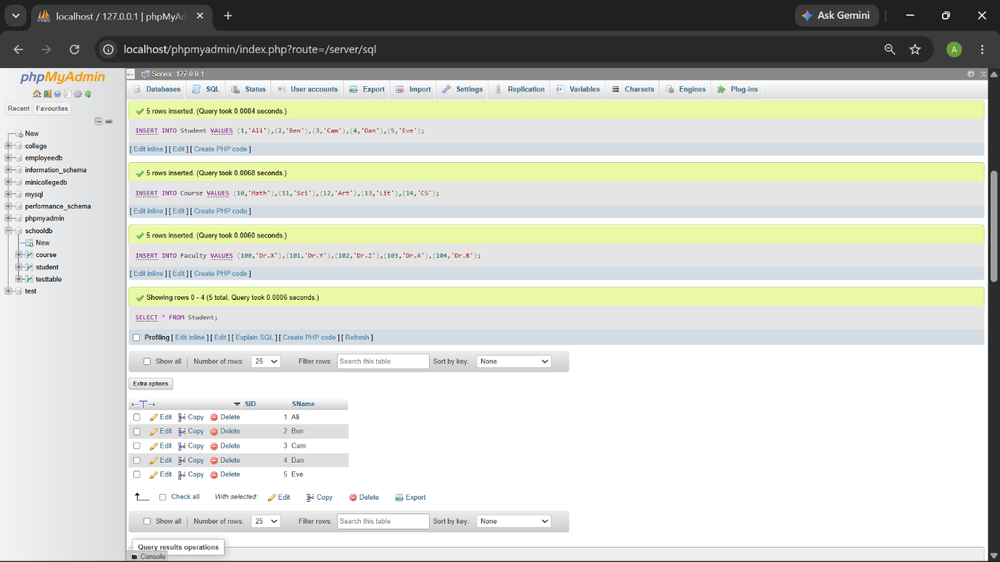 localhost / 127.0.0.1 | phpMyAd
Ask Gemini
localhost/phpmyadmin/index.php?route=/server/sql
A
phpMyAdmin
Recent Favourites
New
college
employeedb
information_schema
minicollegedb
mysql
performance_schema
phpmyadmin
schooldb
New
course
student
testtable
test
Server: 127.0.0.1
Databases SQL Status User accounts Export Import Settings Replication Variables Charsets Engines Plug-ins
5 rows inserted. (Query took 0.0084 seconds.)
INSERT INTO Student VALUES (1,'Ali'),(2,'Ben'),(3,'Cam'),(4,'Dan'),(5,'Eve');
[ Edit inline ] [ Edit ] [ Create PHP code ]
5 rows inserted. (Query took 0.0068 seconds.)
INSERT INTO Course VALUES (10,'Math'),(11,'Sci'),(12,'Art'),(13,'Lit'),(14,'CS');
[ Edit inline ] [ Edit ] [ Create PHP code ]
5 rows inserted. (Query took 0.0060 seconds.)
INSERT INTO Faculty VALUES (100,'Dr.X'),(101,'Dr.Y'),(102,'Dr.Z'),(103,'Dr.A'),(104,'Dr.B');
[ Edit inline ] [ Edit ] [ Create PHP code ]
Showing rows 0 - 4 (5 total, Query took 0.0006 seconds.)
SELECT * FROM Student;
Profiling [ Edit inline ] [ Edit ] [ Explain SQL ] [ Create PHP code ] [ Refresh ]
Show all | Number of rows: 25 Filter rows: Search this table Sort by key: None
Extra options
SID SName
Edit Copy Delete 1 Ali
Edit Copy Delete 2 Ben
Edit Copy Delete 3 Cam
Edit Copy Delete 4 Dan
Edit Copy Delete 5 Eve
Check all With selected: Edit Copy Delete Export
Show all | Number of rows: 25 Filter rows: Search this table Sort by key: None
Query results operations
Console